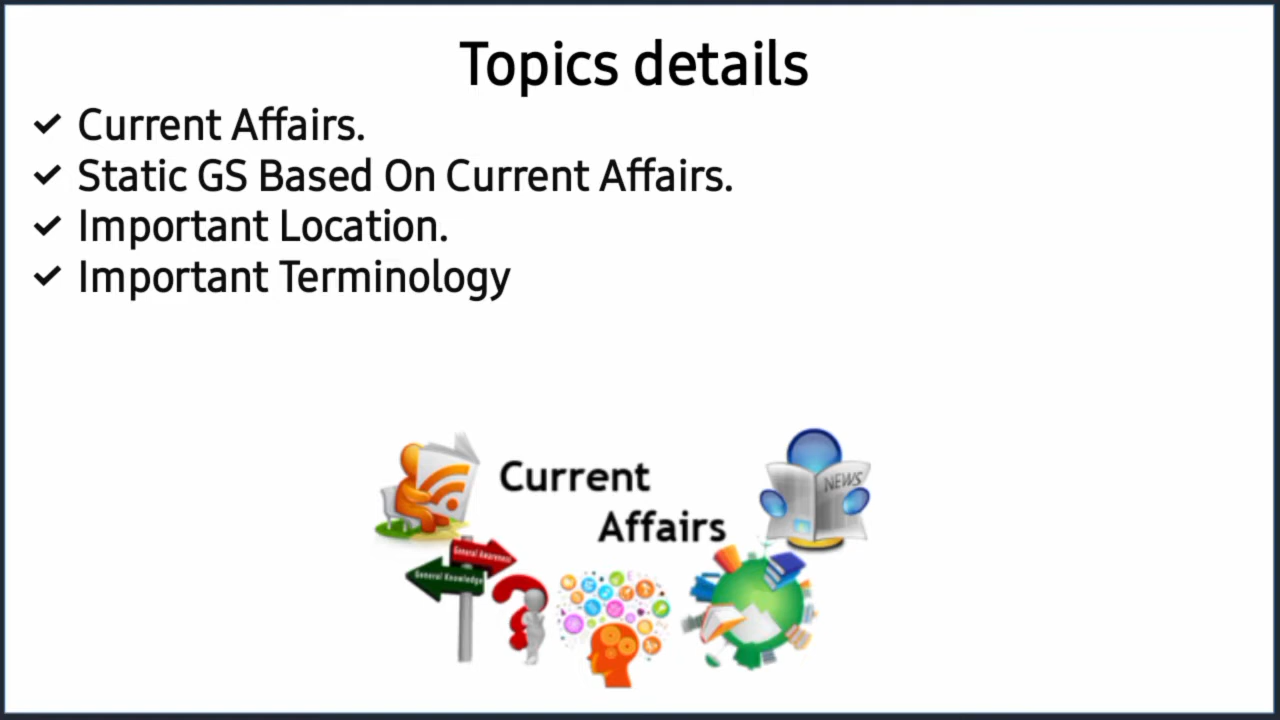 Topics details
✓ Current Affairs.
✓ Static GS Based On Current Affairs.
✓ Important Location.
✓ Important Terminology
Current
Affairs
NEWS
General Awareness
General Knowledge